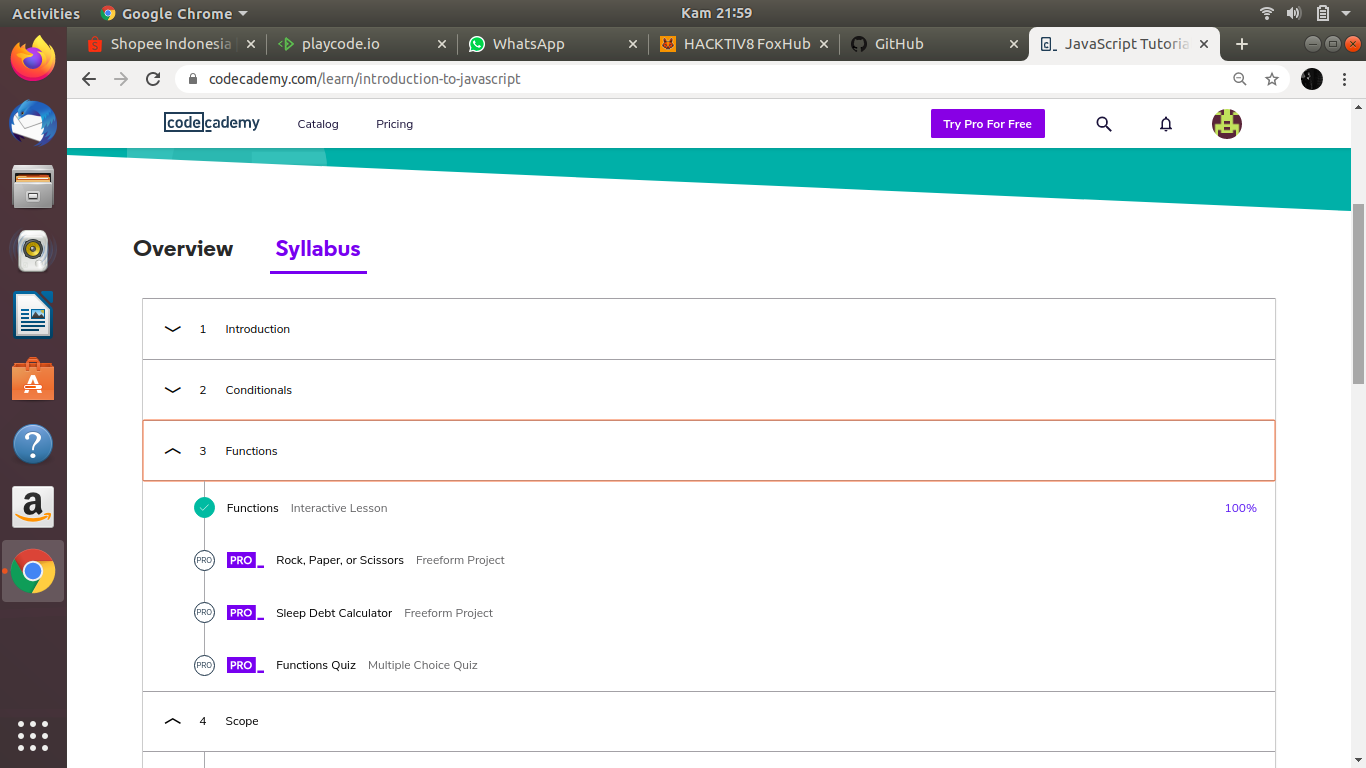 Activities Google Chrome Kam 21:59
Shopee Indonesia playcode.io WhatsApp HACKTIV8 FoxHub GitHub JavaScript Tutoria
codecademy.com/learn/introduction-to-javascript
codecademy Catalog Pricing Try Pro For Free
Overview Syllabus
1 Introduction
2 Conditionals
3 Functions
Functions Interactive Lesson 100%
PRO PRO_ Rock, Paper, or Scissors Freeform Project
PRO PRO_ Sleep Debt Calculator Freeform Project
PRO PRO_ Functions Quiz Multiple Choice Quiz
4 Scope